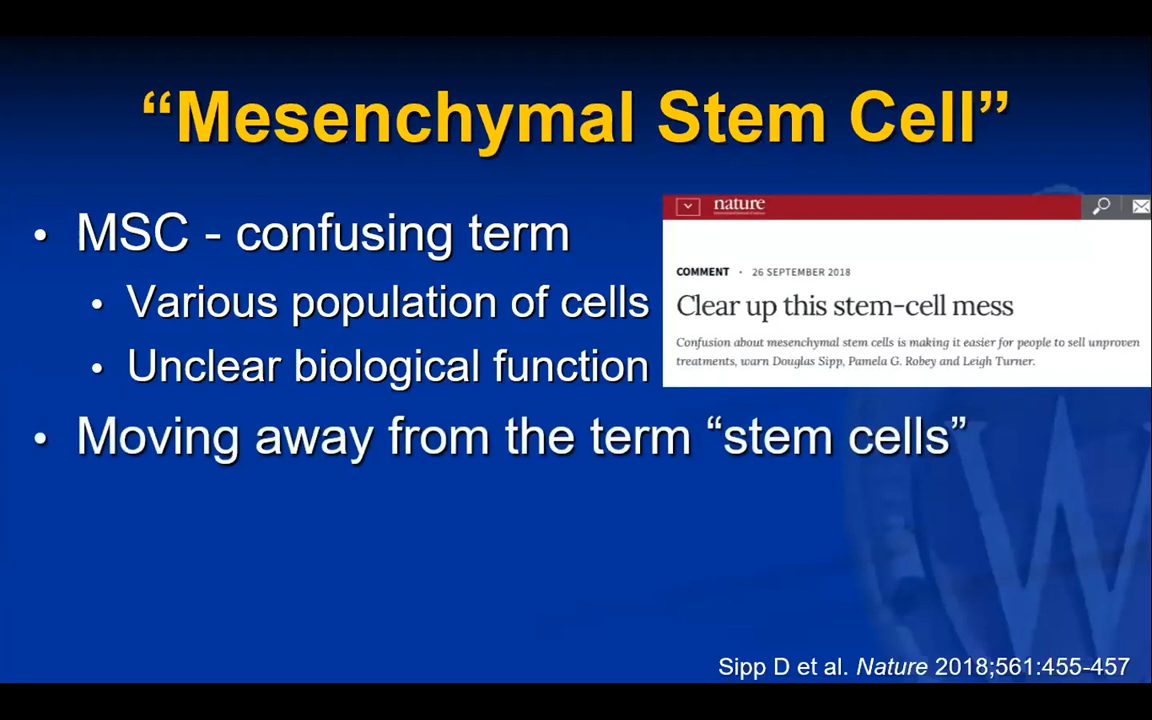 “Mesenchymal Stem Cell”
• MSC - confusing term
• Various population of cells
• Unclear biological function
• Moving away from the term “stem cells”
nature
COMMENT · 26 SEPTEMBER 2018
Clear up this stem-cell mess
Confusion about mesenchymal stem cells is making it easier for people to sell unproven
treatments, warn Douglas Sipp, Pamela G. Robey and Leigh Turner.
W
Sipp D et al. Nature 2018;561:455-457